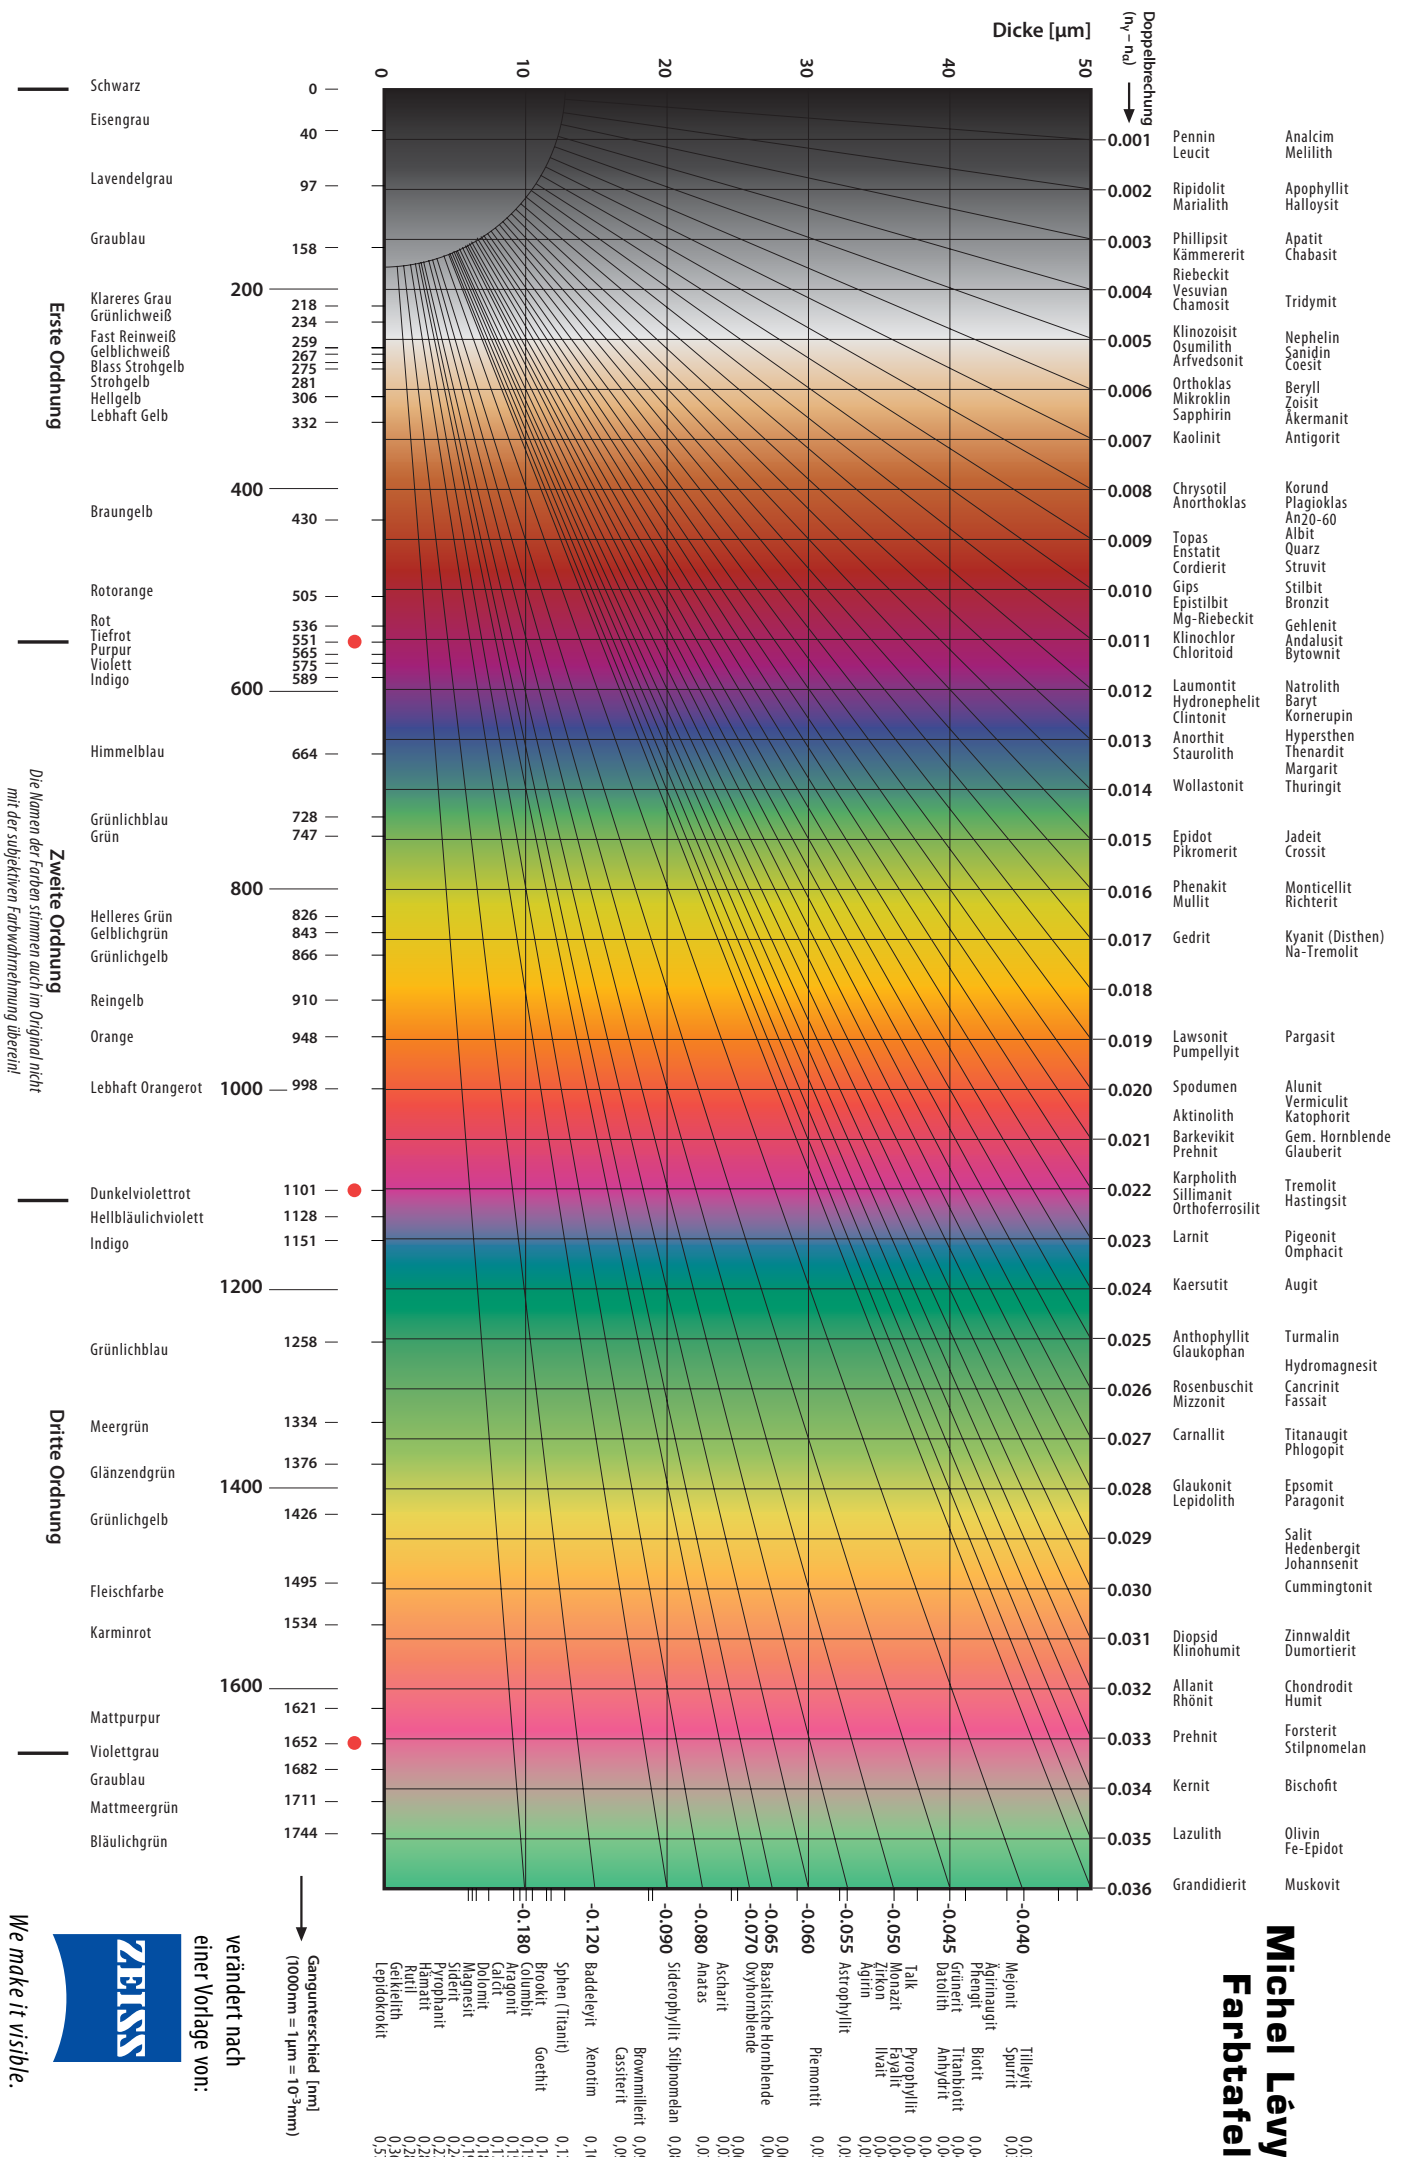 Dicke [µm]
Doppelbrechung
(nγ – nα)
0
10
20
30
40
50
Erste Ordnung
Zweite Ordnung
Die Namen der Farben stimmen auch im Original nicht
mit der subjektiven Farbwahrnehmung überein!
Dritte Ordnung
Schwarz 0
Eisengrau 40
Lavendelgrau 97
Graublau 158
200
Klareres Grau 218
Grünlichweiß 234
Fast Reinweiß 259
Gelblichweiß 267
Blass Strohgelb 275
Strohgelb 281
Hellgelb 306
Lebhaft Gelb 332
400
Braungelb 430
Rotorange 505
Rot 536
Tiefrot 551
Purpur 565
Violett 575
Indigo 589
600
Himmelblau 664
Grünlichblau 728
Grün 747
800
Helleres Grün 826
Gelblichgrün 843
Grünlichgelb 866
Reingelb 910
Orange 948
Lebhaft Orangerot 1000 998
Dunkelviolettrot 1101
Hellbläulichviolett 1128
Indigo 1151
1200
Grünlichblau 1258
Meergrün 1334
Glänzendgrün 1376
1400
Grünlichgelb 1426
Fleischfarbe 1495
Karminrot 1534
1600
Mattpurpur 1621
Violettgrau 1652
Graublau 1682
Mattmeergrün 1711
Bläulichgrün 1744
Gangunterschied [nm]
(1000nm = 1µm = 10⁻³mm)
0.001 Pennin Analcim
Leucit Melilith
0.002 Ripidolit Apophyllit
Marialith Halloysit
0.003 Phillipsit Apatit
Kämmererit Chabasit
Riebeckit
0.004 Vesuvian
Chamosit Tridymit
Klinozoisit
0.005 Osumilith Nephelin
Arfvedsonit Sanidin
Coesit
0.006 Orthoklas Beryll
Mikroklin Zoisit
Sapphirin Åkermanit
0.007 Kaolinit Antigorit
0.008 Chrysotil Korund
Anorthoklas Plagioklas
An20-60
0.009 Topas Albit
Enstatit Quarz
Cordierit Struvit
0.010 Gips Stilbit
Epistilbit Bronzit
Mg-Riebeckit Gehlenit
0.011 Klinochlor Andalusit
Chloritoid Bytownit
0.012 Laumontit Natrolith
Hydronephelit Baryt
Clintonit Kornerupin
0.013 Anorthit Hypersthen
Staurolith Thenardit
Margarit
0.014 Wollastonit Thuringit
0.015 Epidot Jadeit
Pikromerit Crossit
0.016 Phenakit Monticellit
Mullit Richterit
0.017 Gedrit Kyanit (Disthen)
Na-Tremolit
0.018
0.019 Lawsonit Pargasit
Pumpellyit
0.020 Spodumen Alunit
Vermiculit
Aktinolith Katophorit
0.021 Barkevikit Gem. Hornblende
Prehnit Glauberit
0.022 Karpholith Tremolit
Sillimanit Hastingsit
Orthoferrosilit
0.023 Larnit Pigeonit
Omphacit
0.024 Kaersutit Augit
0.025 Anthophyllit Turmalin
Glaukophan
Hydromagnesit
0.026 Rosenbuschit Cancrinit
Mizzonit Fassait
0.027 Carnallit Titanaugit
Phlogopit
0.028 Glaukonit Epsomit
Lepidolith Paragonit
0.029 Salit
Hedenbergit
Johannsenit
0.030 Cummingtonit
0.031 Diopsid Zinnwaldit
Klinohumit Dumortierit
0.032 Allanit Chondrodit
Rhönit Humit
0.033 Prehnit Forsterit
Stilpnomelan
0.034 Kernit Bischofit
0.035 Lazulith Olivin
Fe-Epidot
0.036 Grandidierit Muskovit
-0.180
-0.120
-0.090
-0.080
-0.070
-0.065
-0.060
-0.055
-0.050
-0.045
-0.040
Lepidokrokit
Geikielith
Rutil
Hämatit
Pyrophanit
Siderit
Magnesit
Dolomit
Calcit
Aragonit
Columbit
Brookit Goethit
Sphen (Titanit)
Baddeleyit Xenotim
Cassiterit
Brownmillerit
Siderophyllit Stilpnomelan
Anatas
Ascharit
Oxyhornblende
Basaltische Hornblende
Piemontit
Astrophyllit
Ägirin
Zirkon Ilvait
Monazit Fayalit
Talk Pyrophyllit
Datolith Anhydrit
Grünerit Titanbiotit
Phengit Biotit
Ägirinaugit
Mejonit Spurrit
Tilleyit
Michel Lévy
Farbtafel
verändert nach
einer Vorlage von:
ZEISS
We make it visible.